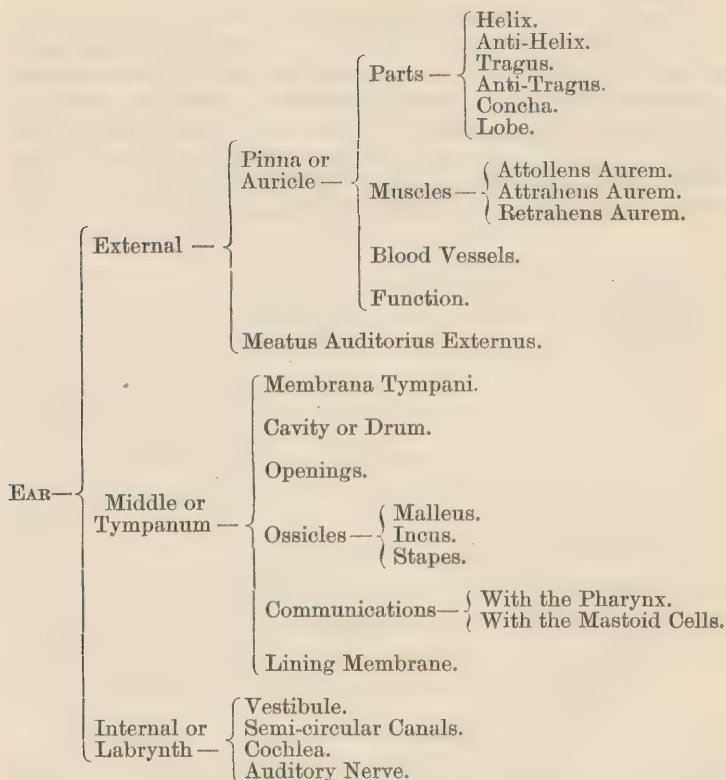 Helix.
Anti-Helix.
Parts — Tragus.
Anti-Tragus.
Concha.
Lobe.
Pinna or
Auricle —
Attollens Aurem.
Muscles — Attrahens Aurem.
Retrahens Aurem.
External —
Blood Vessels.
Function.
Meatus Auditorius Externus.
Membrana Tympani.
Cavity or Drum.
Openings.
EAR—
Middle or
Tympanum —
Malleus.
Ossicles — Incus.
Stapes.
Communications— With the Pharynx.
With the Mastoid Cells.
Lining Membrane.
Vestibule.
Internal or Semi-circular Canals.
Labrynth — Cochlea.
Auditory Nerve.